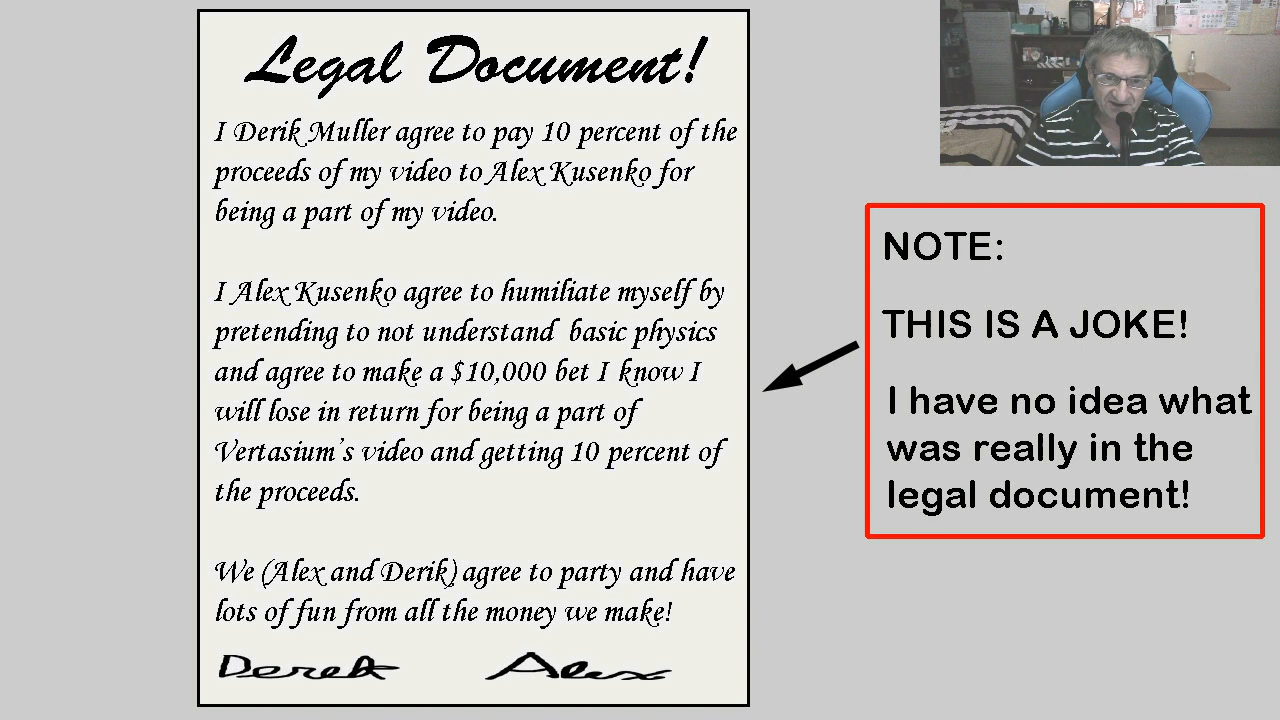 Legal Document!
I Derik Muller agree to pay 10 percent of the
proceeds of my video to Alex Kusenko for
being a part of my video.
I Alex Kusenko agree to humiliate myself by
pretending to not understand basic physics
and agree to make a $10,000 bet I know I
will lose in return for being a part of
Vertasium's video and getting 10 percent of
the proceeds.
We (Alex and Derik) agree to party and have
lots of fun from all the money we make!
Derek Alex
NOTE:
THIS IS A JOKE!
I have no idea what
was really in the
legal document!